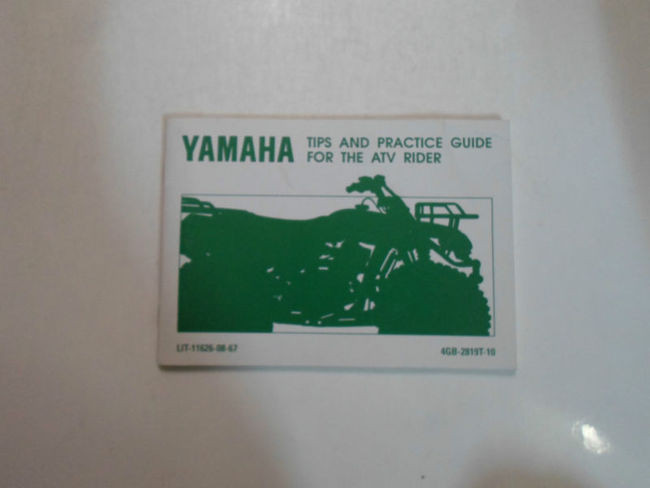 YAMAHA TIPS AND PRACTICE GUIDE
FOR THE ATV RIDER
LIT-11626-08-67 4GB-2819T-10